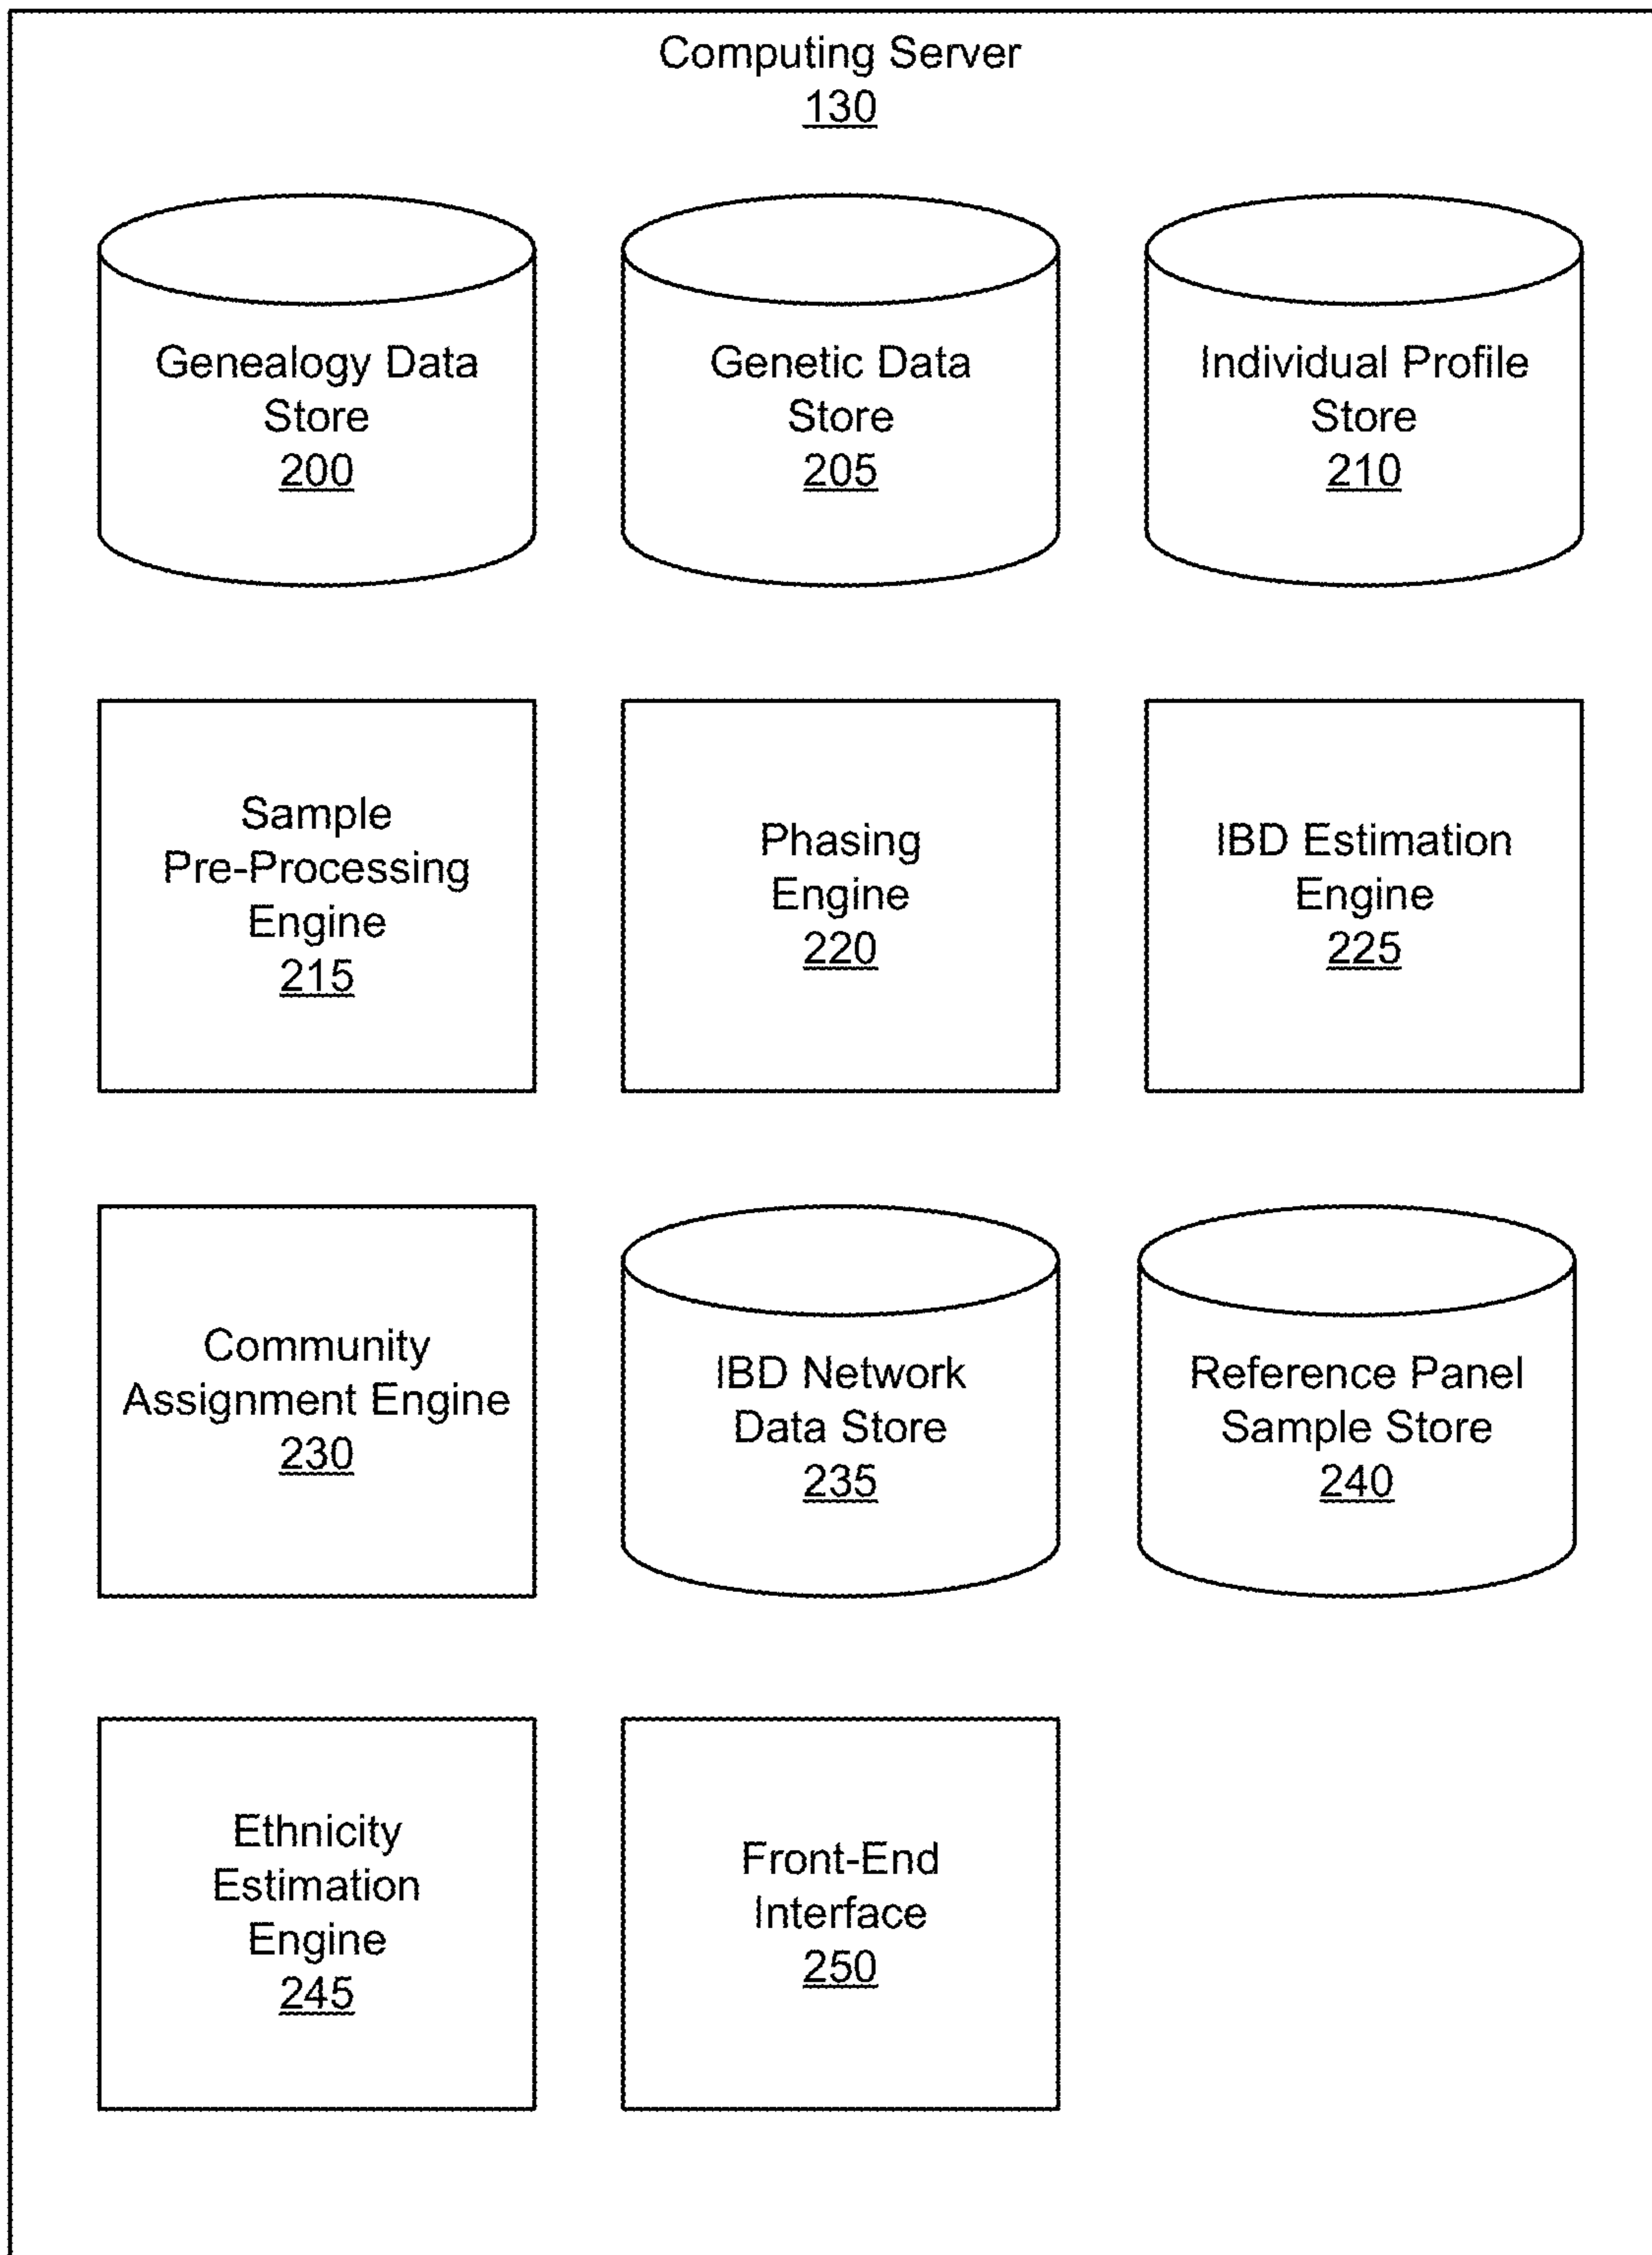 Computing Server
130
Genealogy Data
Store
200
Genetic Data
Store
205
Individual Profile
Store
210
Sample
Pre-Processing
Engine
215
Phasing
Engine
220
IBD Estimation
Engine
225
Community
Assignment Engine
230
IBD Network
Data Store
235
Reference Panel
Sample Store
240
Ethnicity
Estimation
Engine
245
Front-End
Interface
250